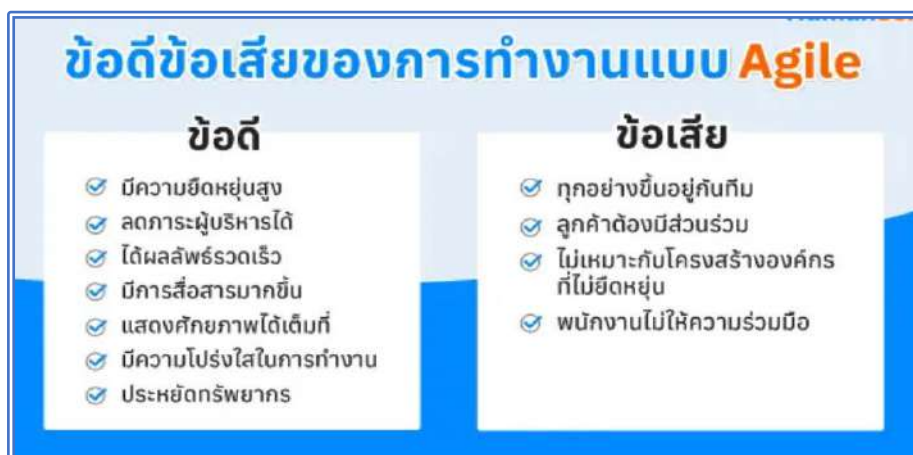 ข้อดีข้อเสียของการทำงานแบบ Agile
ข้อดี
มีความยืดหยุ่นสูง
ลดภาระผู้บริหารได้
ได้ผลลัพธ์รวดเร็ว
มีการสื่อสารมากขึ้น
แสดงศักยภาพได้เต็มที่
มีความโปร่งใสในการทำงาน
ประหยัดทรัพยากร
ข้อเสีย
ทุกอย่างขึ้นอยู่กับทีม
ลูกค้าต้องมีส่วนร่วม
ไม่เหมาะกับโครงสร้างองค์กร
ที่ไม่ยืดหยุ่น
พนักงานไม่ให้ความร่วมมือ